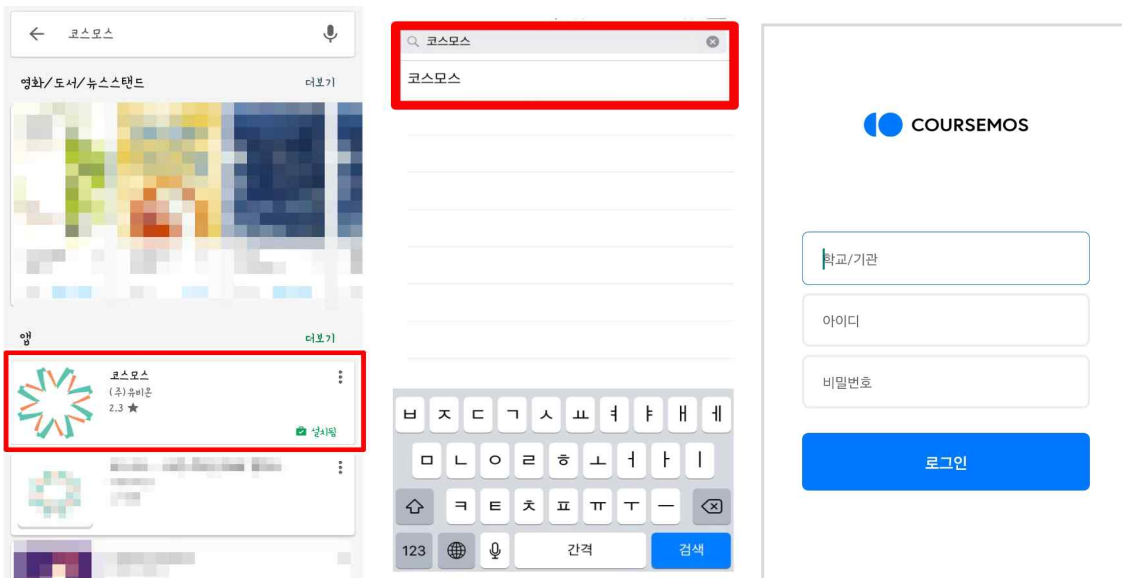 코스모스
영화/도서/뉴스스탠드 더보기
앱 더보기
코스모스
(주)유비온
2.3 ★
설치됨
코스모스
코스모스
ㅂ ㅈ ㄷ ㄱ ㅅ ㅛ ㅕ ㅑ ㅐ ㅔ
ㅁ ㄴ ㅇ ㄹ ㅎ ㅗ ㅓ ㅏ ㅣ
ㅋ ㅌ ㅊ ㅍ ㅠ ㅜ ㅡ
123 간격 검색
COURSEMOS
학교/기관
아이디
비밀번호
로그인